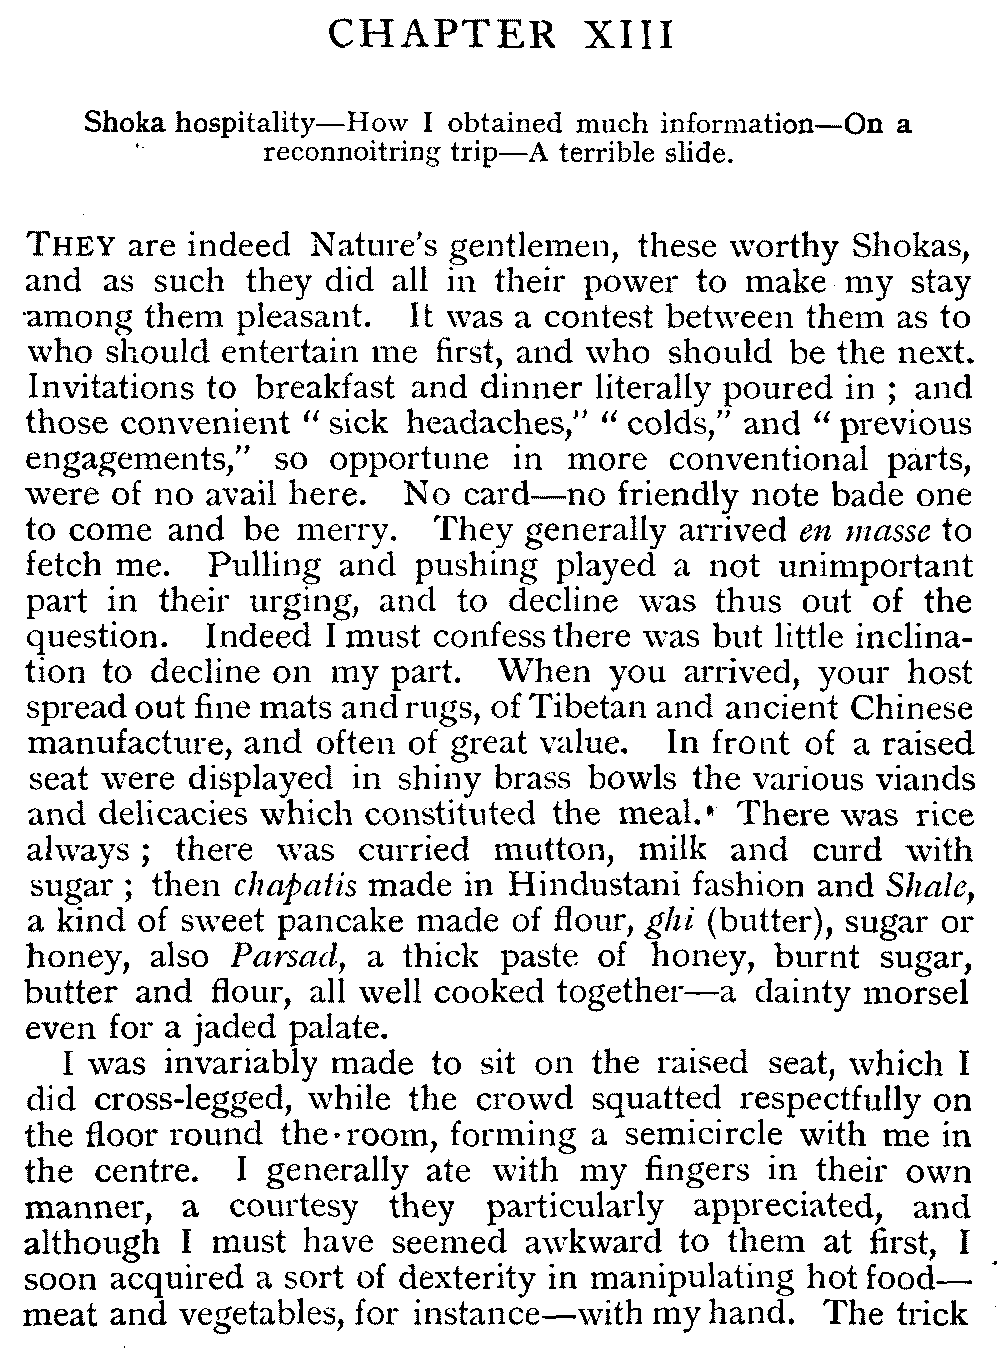 CHAPTER XIII
Shoka hospitality—How I obtained much information—On a
reconnoitring trip—A terrible slide.
THEY are indeed Nature's gentlemen, these worthy Shokas,
and as such they did all in their power to make my stay
among them pleasant. It was a contest between them as to
who should entertain me first, and who should be the next.
Invitations to breakfast and dinner literally poured in ; and
those convenient “ sick headaches,” “ colds,” and “ previous
engagements,” so opportune in more conventional parts,
were of no avail here. No card—no friendly note bade one
to come and be merry. They generally arrived en masse to
fetch me. Pulling and pushing played a not unimportant
part in their urging, and to decline was thus out of the
question. Indeed I must confess there was but little inclina-
tion to decline on my part. When you arrived, your host
spread out fine mats and rugs, of Tibetan and ancient Chinese
manufacture, and often of great value. In front of a raised
seat were displayed in shiny brass bowls the various viands
and delicacies which constituted the meal. There was rice
always ; there was curried mutton, milk and curd with
sugar ; then chapatis made in Hindustani fashion and Shale,
a kind of sweet pancake made of flour, ghi (butter), sugar or
honey, also Parsad, a thick paste of honey, burnt sugar,
butter and flour, all well cooked together—a dainty morsel
even for a jaded palate.
I was invariably made to sit on the raised seat, which I
did cross-legged, while the crowd squatted respectfully on
the floor round the room, forming a semicircle with me in
the centre. I generally ate with my fingers in their own
manner, a courtesy they particularly appreciated, and
although I must have seemed awkward to them at first, I
soon acquired a sort of dexterity in manipulating hot food—
meat and vegetables, for instance—with my hand. The trick